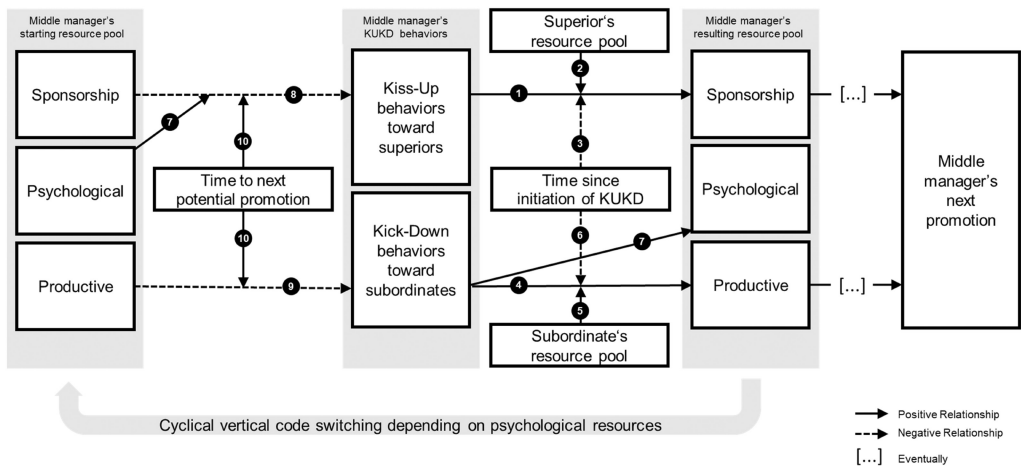 Middle manager's
starting resource pool
Middle manager's
KUKD behaviors
Superior's
resource pool
Middle manager's
resulting resource pool
Sponsorship
Psychological
Productive
7
8
9
10
Time to next
potential promotion
10
Kiss-Up
behaviors
toward
superiors
Kick-Down
behaviors
toward
subordinates
2
1
3
Time since
initiation of KUKD
6
7
4
5
Subordinate's
resource pool
Sponsorship
Psychological
Productive
[...]
[...]
Middle
manager's
next
promotion
Cyclical vertical code switching depending on psychological resources
Positive Relationship
Negative Relationship
[...] Eventually